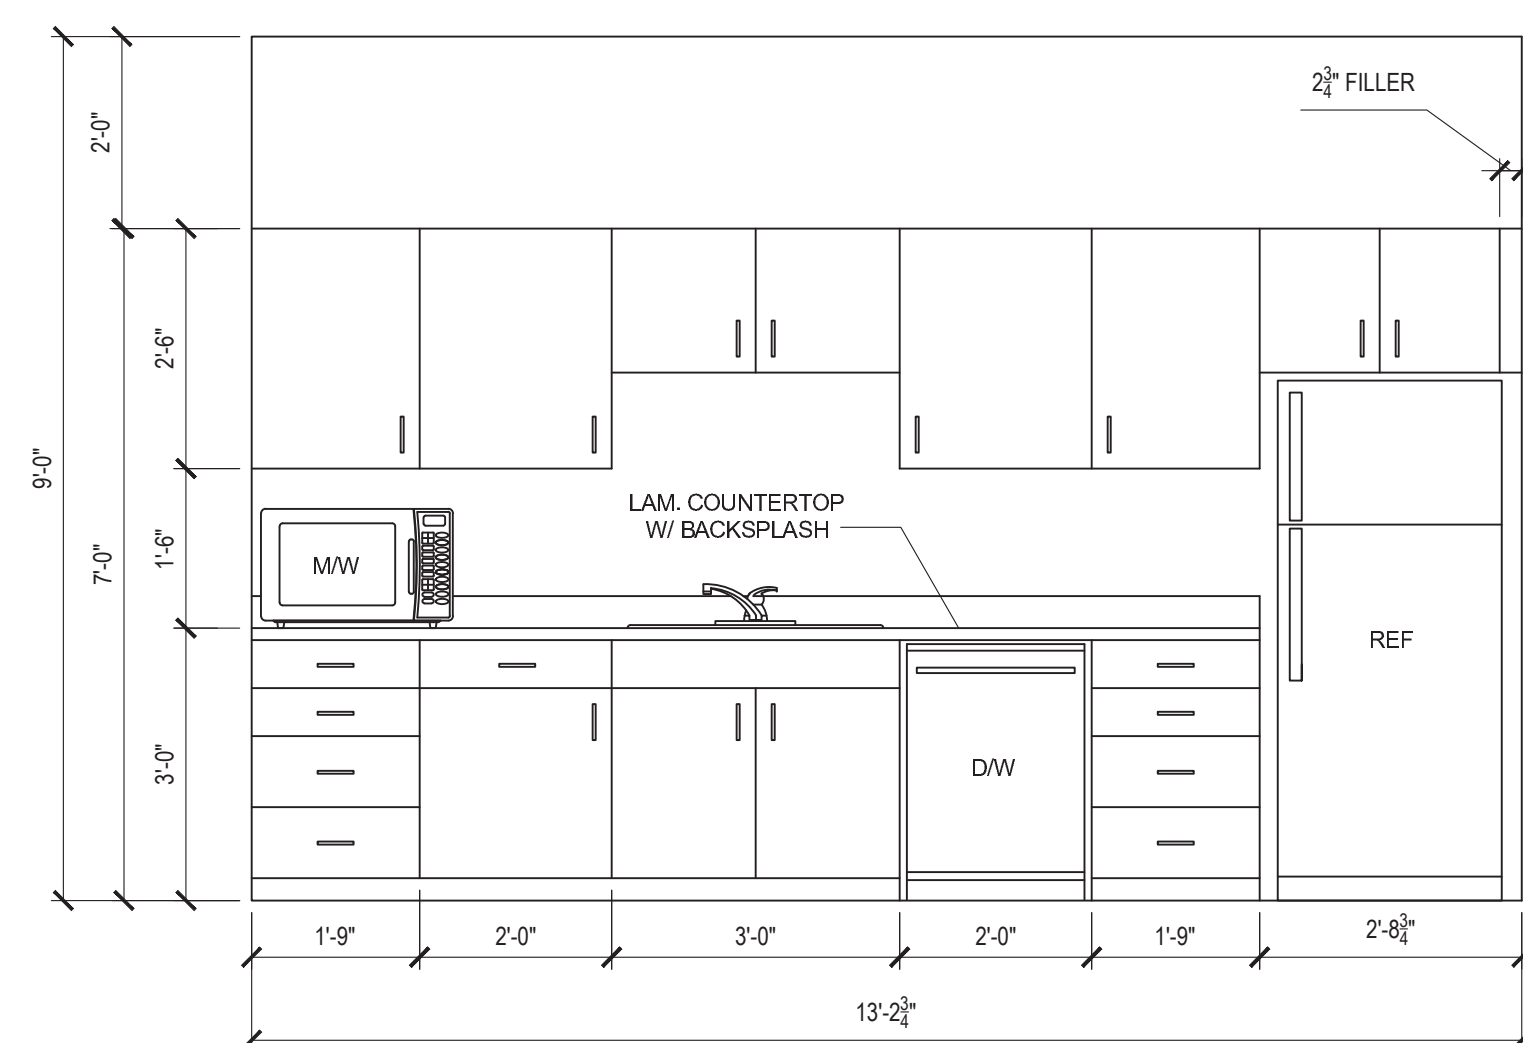 2'-0"
2¾" FILLER
2'-6"
9'-0"
7'-0"
1'-6"
3'-0"
LAM. COUNTERTOP
W/ BACKSPLASH
M/W
REF
D/W
1'-9"
2'-0"
3'-0"
2'-0"
1'-9"
2'-8¾"
13'-2¾"